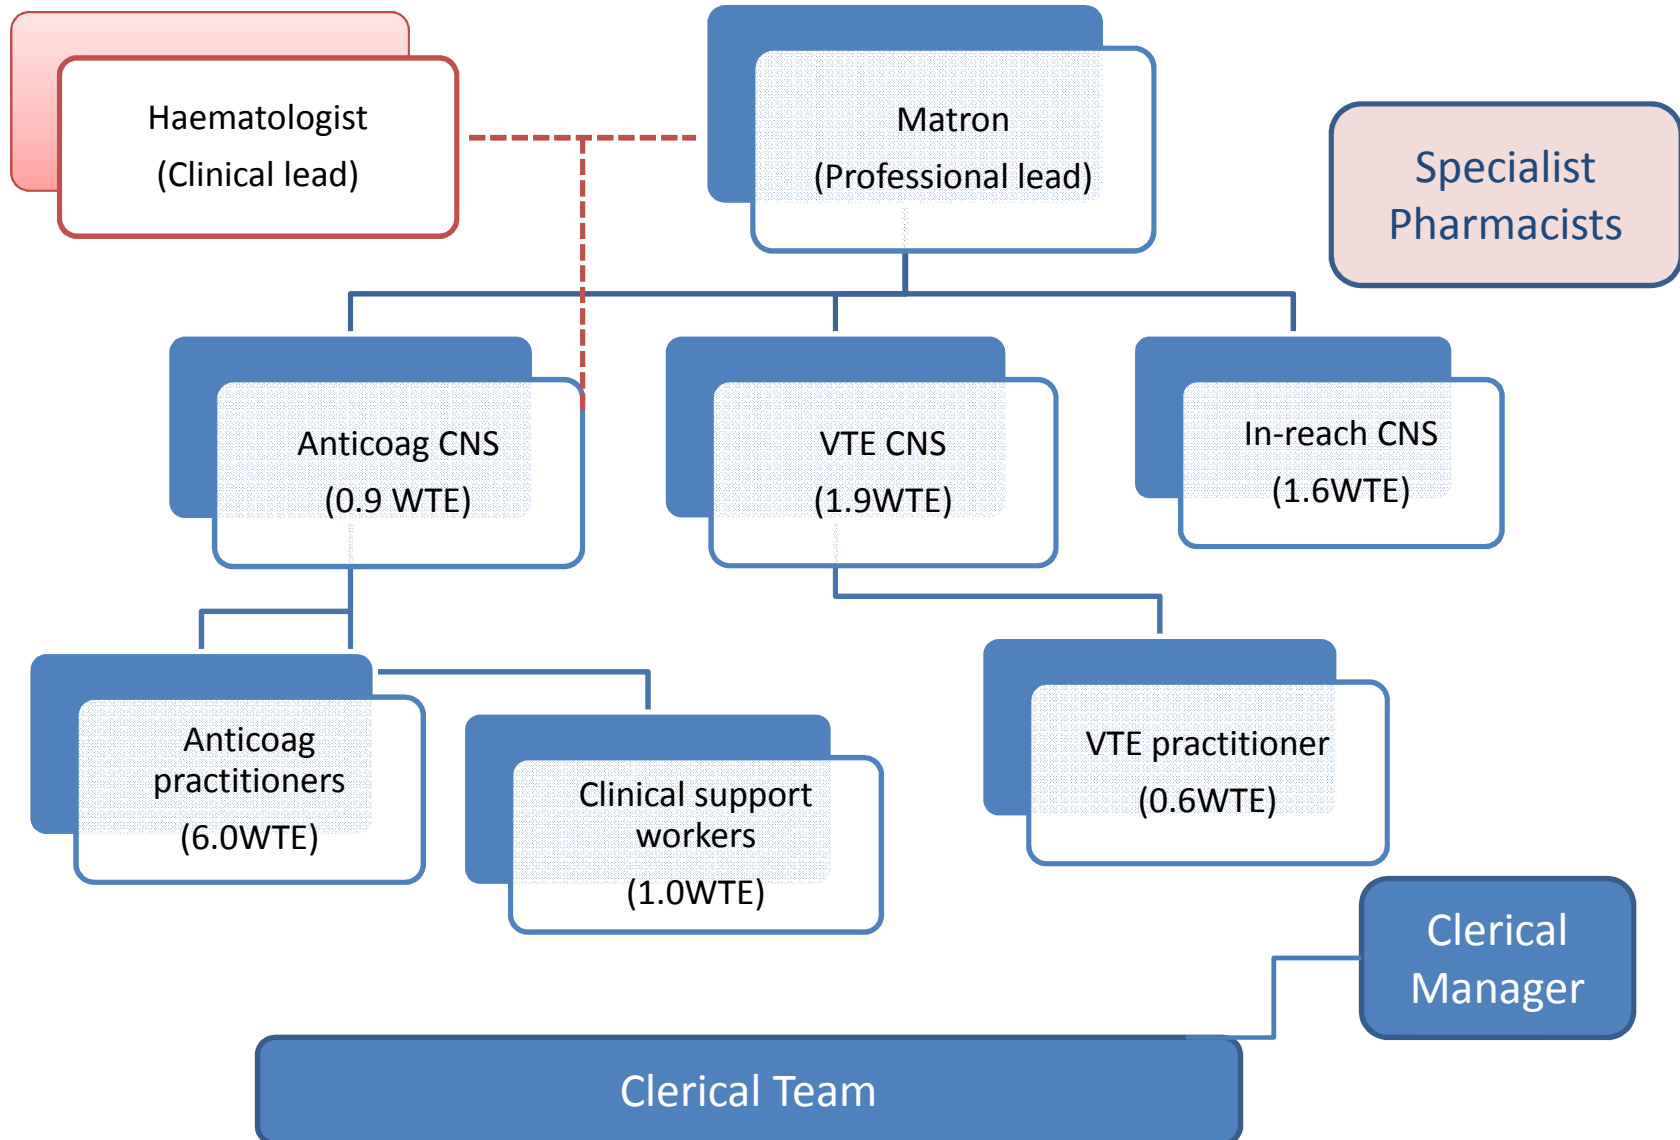 Haematologist
(Clinical lead)
Matron
(Professional lead)
Specialist
Pharmacists
Anticoag CNS
(0.9 WTE)
VTE CNS
(1.9WTE)
In-reach CNS
(1.6WTE)
Anticoag
practitioners
(6.0WTE)
Clinical support
workers
(1.0WTE)
VTE practitioner
(0.6WTE)
Clerical
Manager
Clerical Team